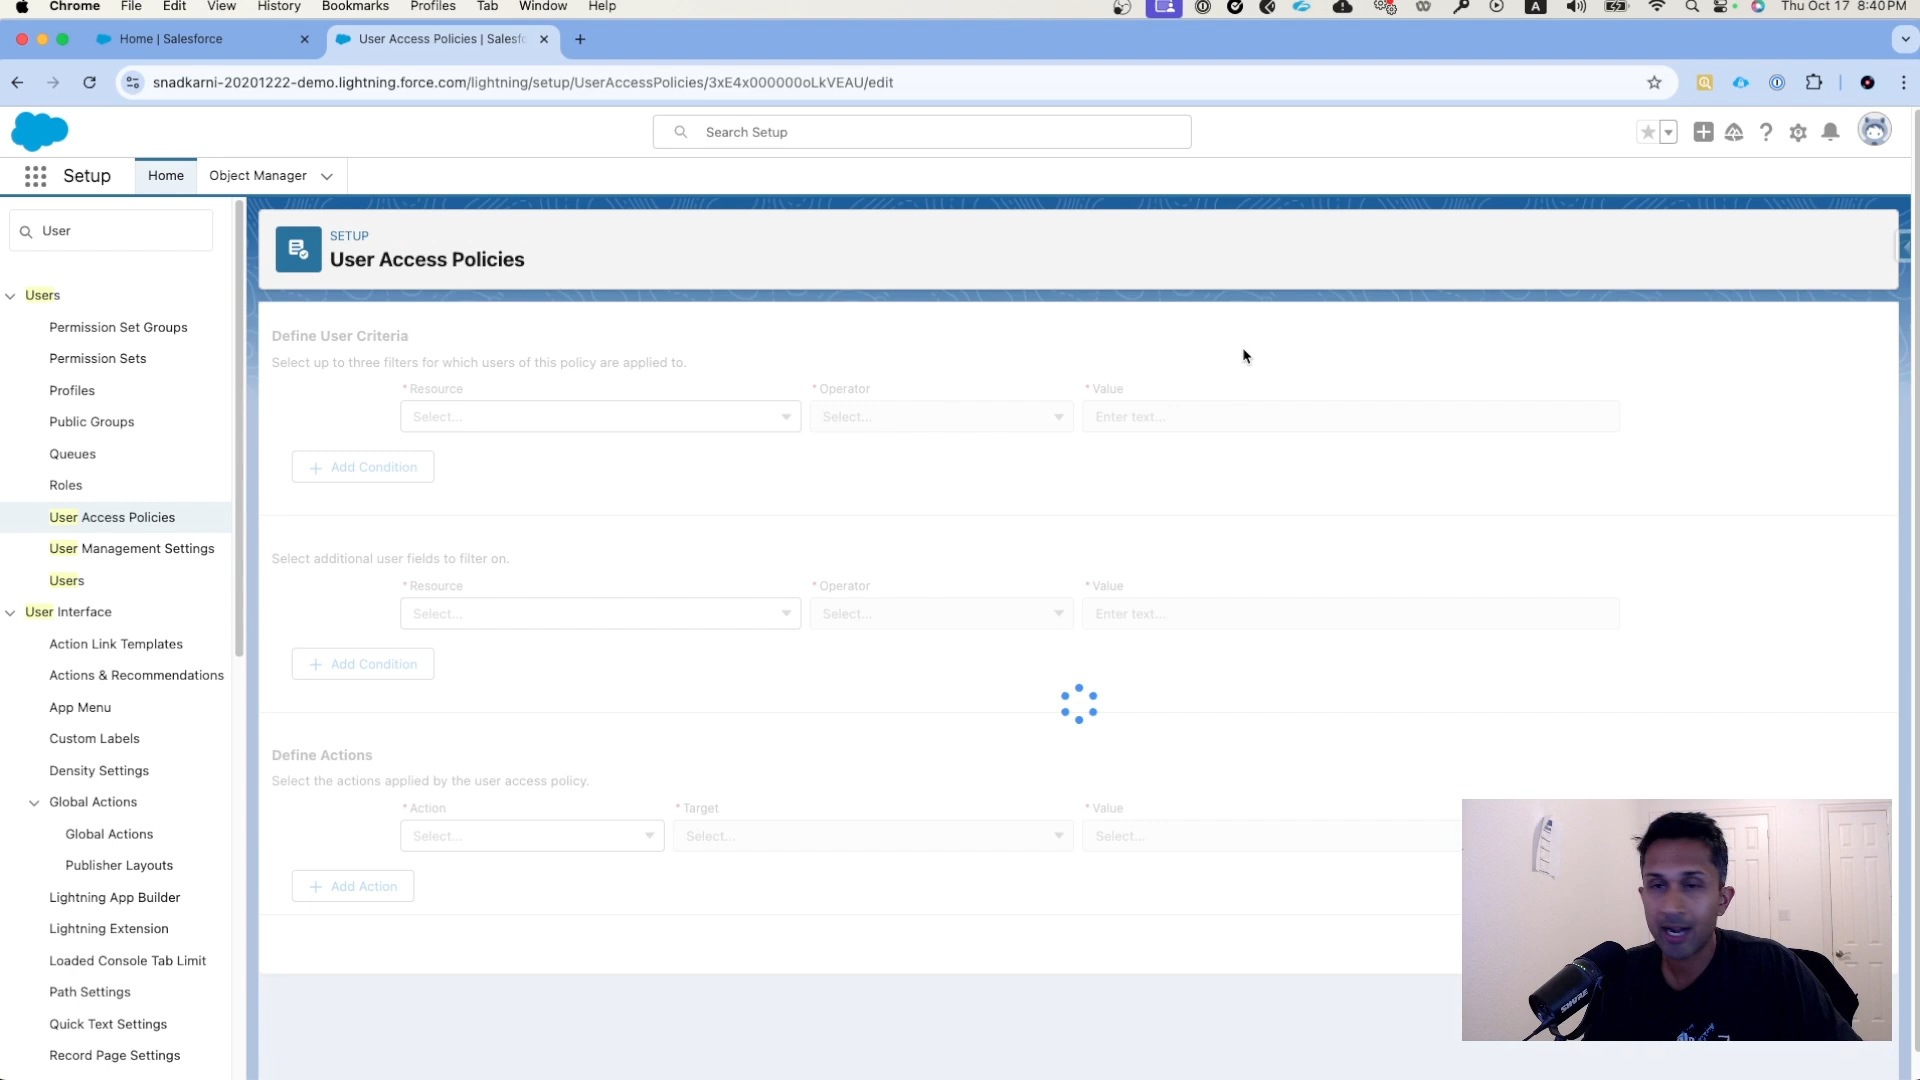 Chrome File Edit View History Bookmarks Profiles Tab Window Help Thu Oct 17 8:40 PM
Home | Salesforce
User Access Policies | Salesfo
snadkarni-20201222-demo.lightning.force.com/lightning/setup/UserAccessPolicies/3xE4x000000oLkVEAU/edit
Search Setup
Setup Home Object Manager
User
Users
Permission Set Groups
Permission Sets
Profiles
Public Groups
Queues
Roles
User Access Policies
User Management Settings
Users
User Interface
Action Link Templates
Actions & Recommendations
App Menu
Custom Labels
Density Settings
Global Actions
Global Actions
Publisher Layouts
Lightning App Builder
Lightning Extension
Loaded Console Tab Limit
Path Settings
Quick Text Settings
Record Page Settings
SETUP
User Access Policies
Define User Criteria
Select up to three filters for which users of this policy are applied to.
* Resource * Operator * Value
Select... Select... Enter text...
+ Add Condition
Select additional user fields to filter on.
* Resource * Operator * Value
Select... Select... Enter text...
+ Add Condition
Define Actions
Select the actions applied by the user access policy.
* Action * Target * Value
Select... Select... Select...
+ Add Action
SHURE